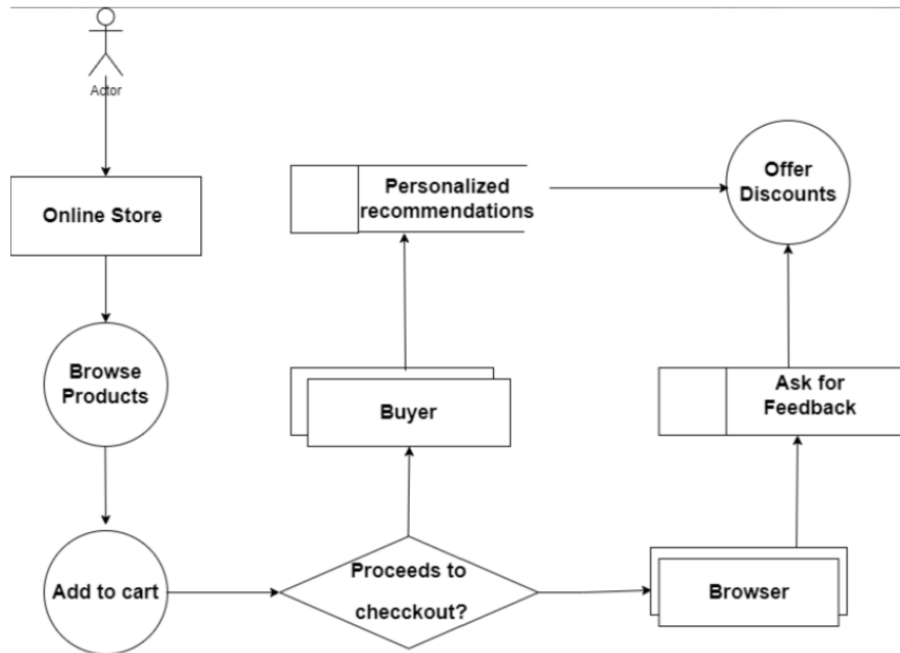 Actor
Online Store
Browse
Products
Add to cart
Proceeds to
checckout?
Buyer
Personalized
recommendations
Offer
Discounts
Ask for
Feedback
Browser